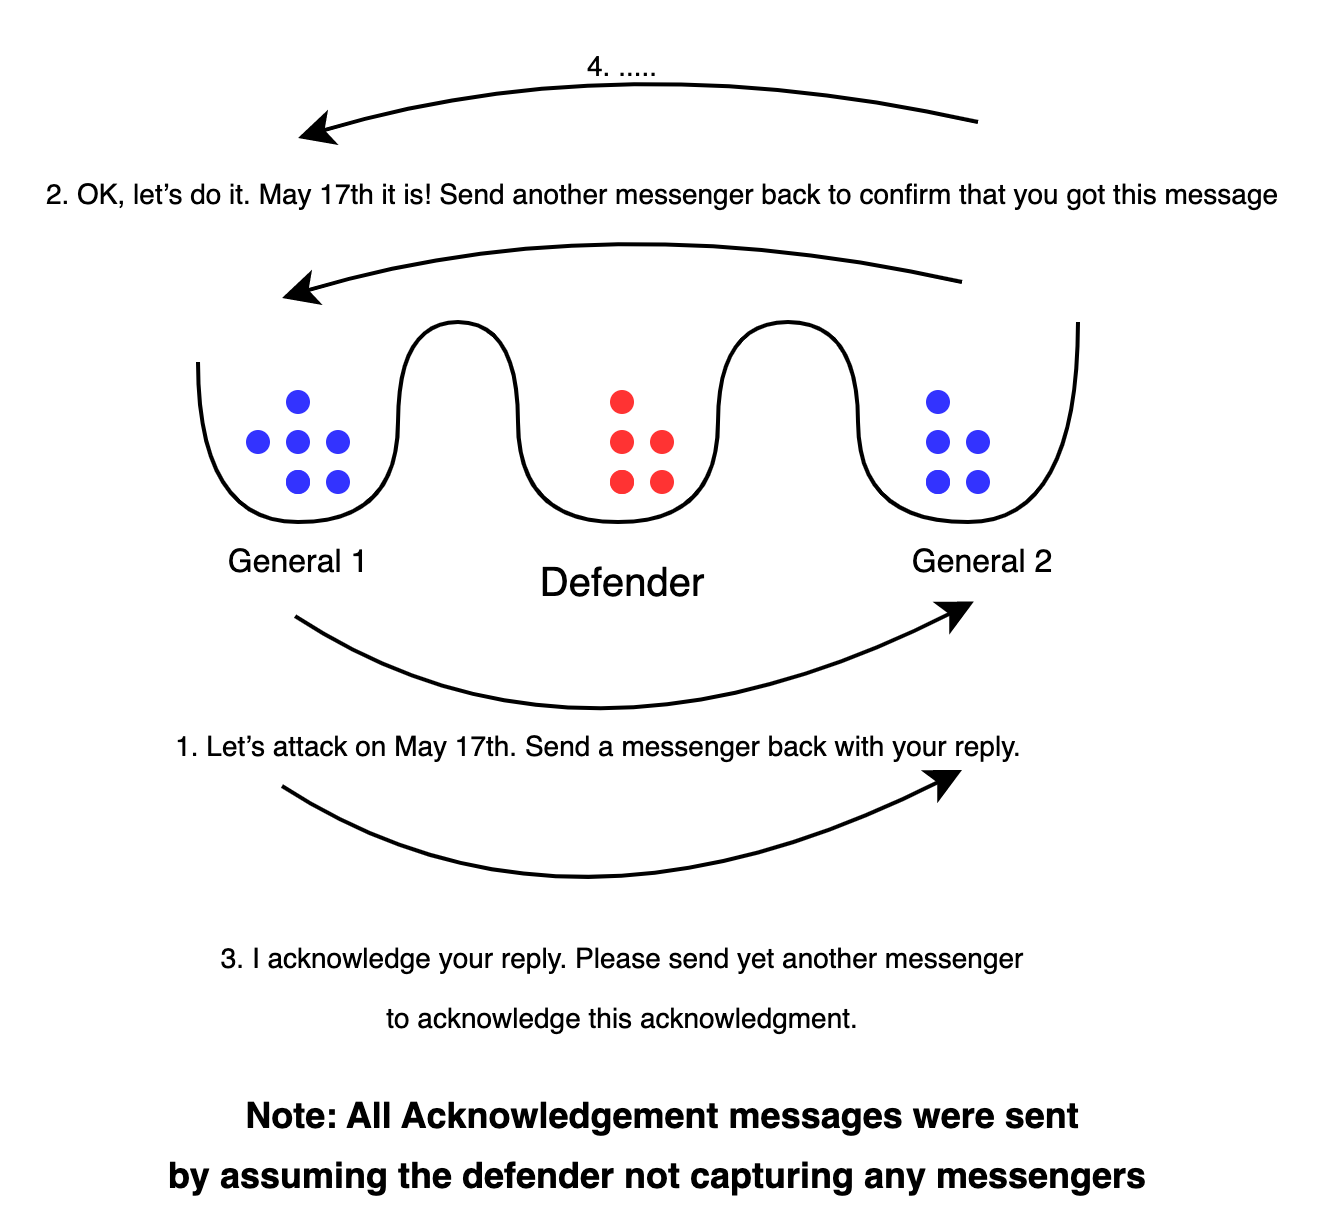 4. .....
2. OK, let’s do it. May 17th it is! Send another messenger back to confirm that you got this message
General 1
Defender
General 2
1. Let’s attack on May 17th. Send a messenger back with your reply.
3. I acknowledge your reply. Please send yet another messenger
to acknowledge this acknowledgment.
Note: All Acknowledgement messages were sent
by assuming the defender not capturing any messengers